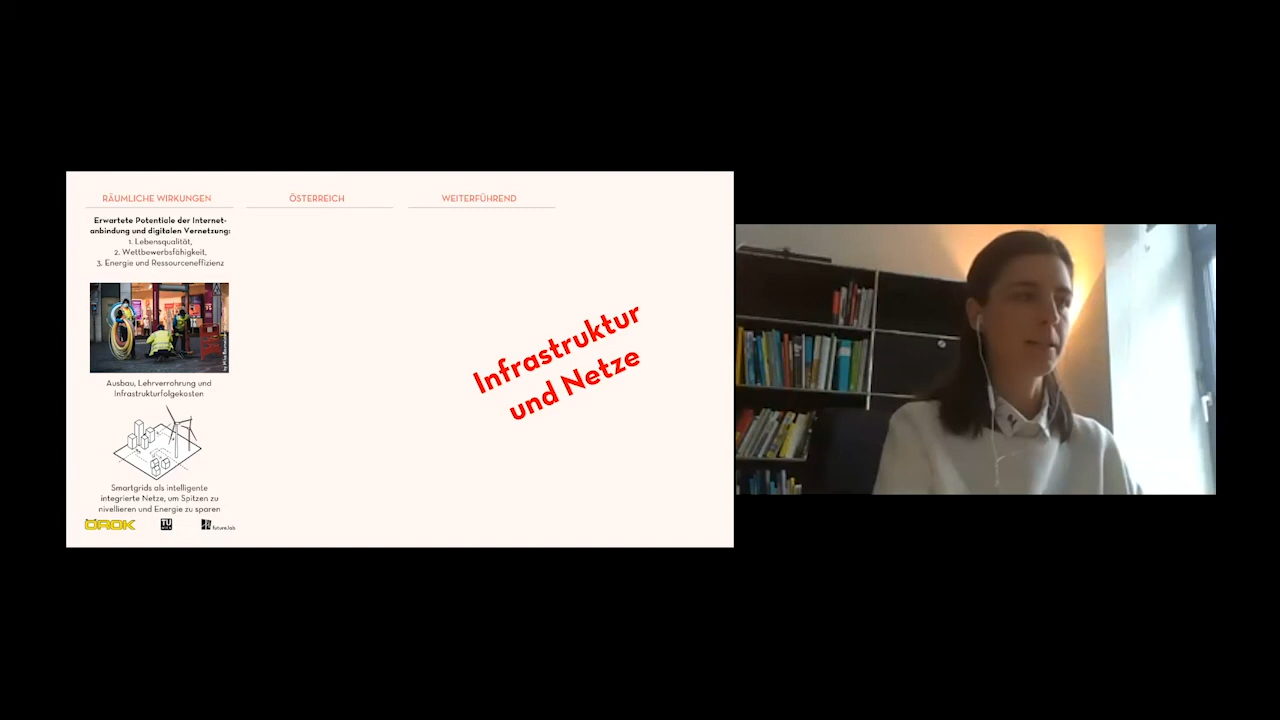 RÄUMLICHE WIRKUNGEN
ÖSTERREICH
WEITERFÜHREND
Erwartete Potentiale der Internet-
anbindung und digitalen Vernetzung:
1. Lebensqualität,
2. Wettbewerbsfähigkeit,
3. Energie und Ressourceneffizienz
Ausbau, Lehrverrohrung und
Infrastrukturfolgekosten
Smartgrids als intelligente
integrierte Netze, um Spitzen zu
nivellieren und Energie zu sparen
ÖROK
TU
future.lab
Infrastruktur
und Netze